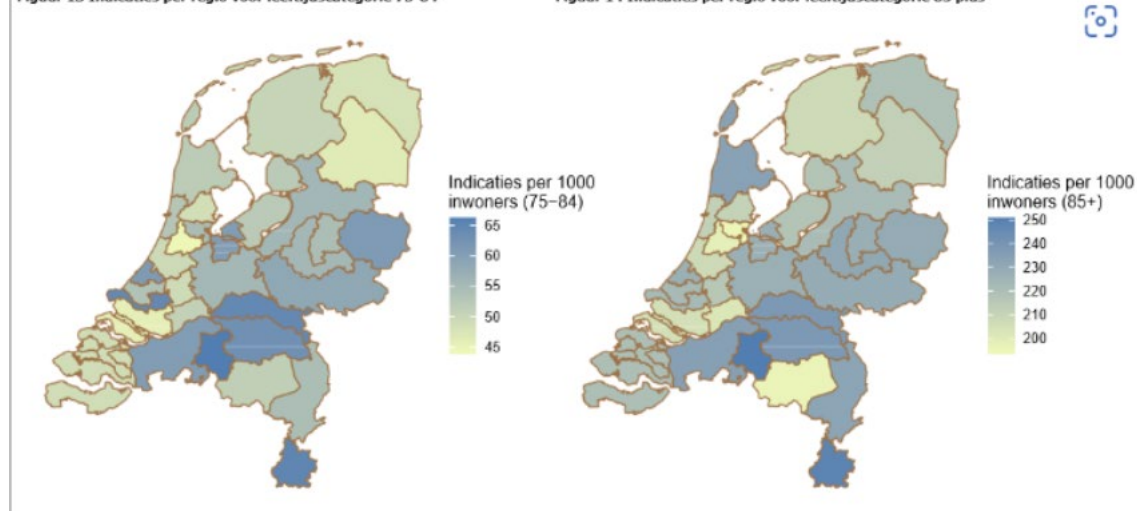 Indicaties per 1000
inwoners (75−84)
65
60
55
50
45
Indicaties per 1000
inwoners (85+)
250
240
230
220
210
200